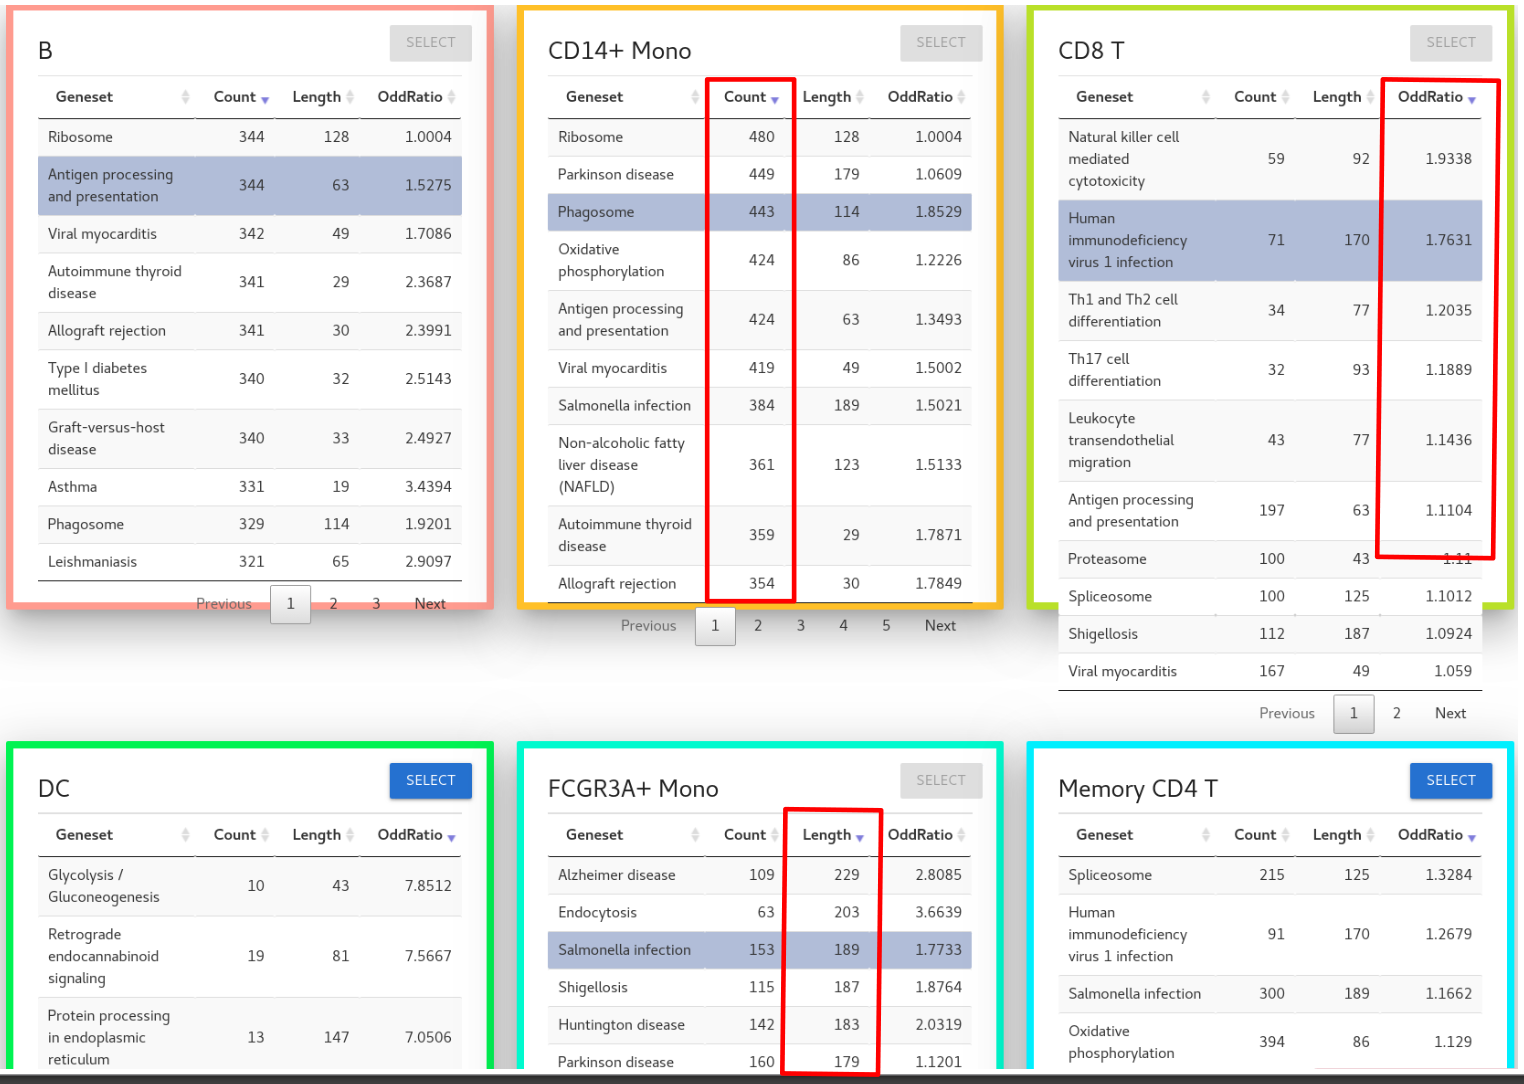 B
SELECT
Geneset Count Length OddRatio
Ribosome 344 128 1.0004
Antigen processing
and presentation 344 63 1.5275
Viral myocarditis 342 49 1.7086
Autoimmune thyroid
disease 341 29 2.3687
Allograft rejection 341 30 2.3991
Type I diabetes
mellitus 340 32 2.5143
Graft-versus-host
disease 340 33 2.4927
Asthma 331 19 3.4394
Phagosome 329 114 1.9201
Leishmaniasis 321 65 2.9097
Previous 1 2 3 Next
CD14+ Mono
SELECT
Geneset Count Length OddRatio
Ribosome 480 128 1.0004
Parkinson disease 449 179 1.0609
Phagosome 443 114 1.8529
Oxidative
phosphorylation 424 86 1.2226
Antigen processing
and presentation 424 63 1.3493
Viral myocarditis 419 49 1.5002
Salmonella infection 384 189 1.5021
Non-alcoholic fatty
liver disease 361 123 1.5133
(NAFLD)
Autoimmune thyroid
disease 359 29 1.7871
Allograft rejection 354 30 1.7849
Previous 1 2 3 4 5 Next
CD8 T
SELECT
Geneset Count Length OddRatio
Natural killer cell
mediated 59 92 1.9338
cytotoxicity
Human
immunodeficiency 71 170 1.7631
virus 1 infection
Th1 and Th2 cell
differentiation 34 77 1.2035
Th17 cell
differentiation 32 93 1.1889
Leukocyte
transendothelial 43 77 1.1436
migration
Antigen processing
and presentation 197 63 1.1104
Proteasome 100 43 1.11
Spliceosome 100 125 1.1012
Shigellosis 112 187 1.0924
Viral myocarditis 167 49 1.059
Previous 1 2 Next
DC
SELECT
Geneset Count Length OddRatio
Glycolysis /
Gluconeogenesis 10 43 7.8512
Retrograde
endocannabinoid 19 81 7.5667
signaling
Protein processing
in endoplasmic 13 147 7.0506
reticulum
FCGR3A+ Mono
SELECT
Geneset Count Length OddRatio
Alzheimer disease 109 229 2.8085
Endocytosis 63 203 3.6639
Salmonella infection 153 189 1.7733
Shigellosis 115 187 1.8764
Huntington disease 142 183 2.0319
Parkinson disease 160 179 1.1201
Memory CD4 T
SELECT
Geneset Count Length OddRatio
Spliceosome 215 125 1.3284
Human
immunodeficiency 91 170 1.2679
virus 1 infection
Salmonella infection 300 189 1.1662
Oxidative
phosphorylation 394 86 1.129